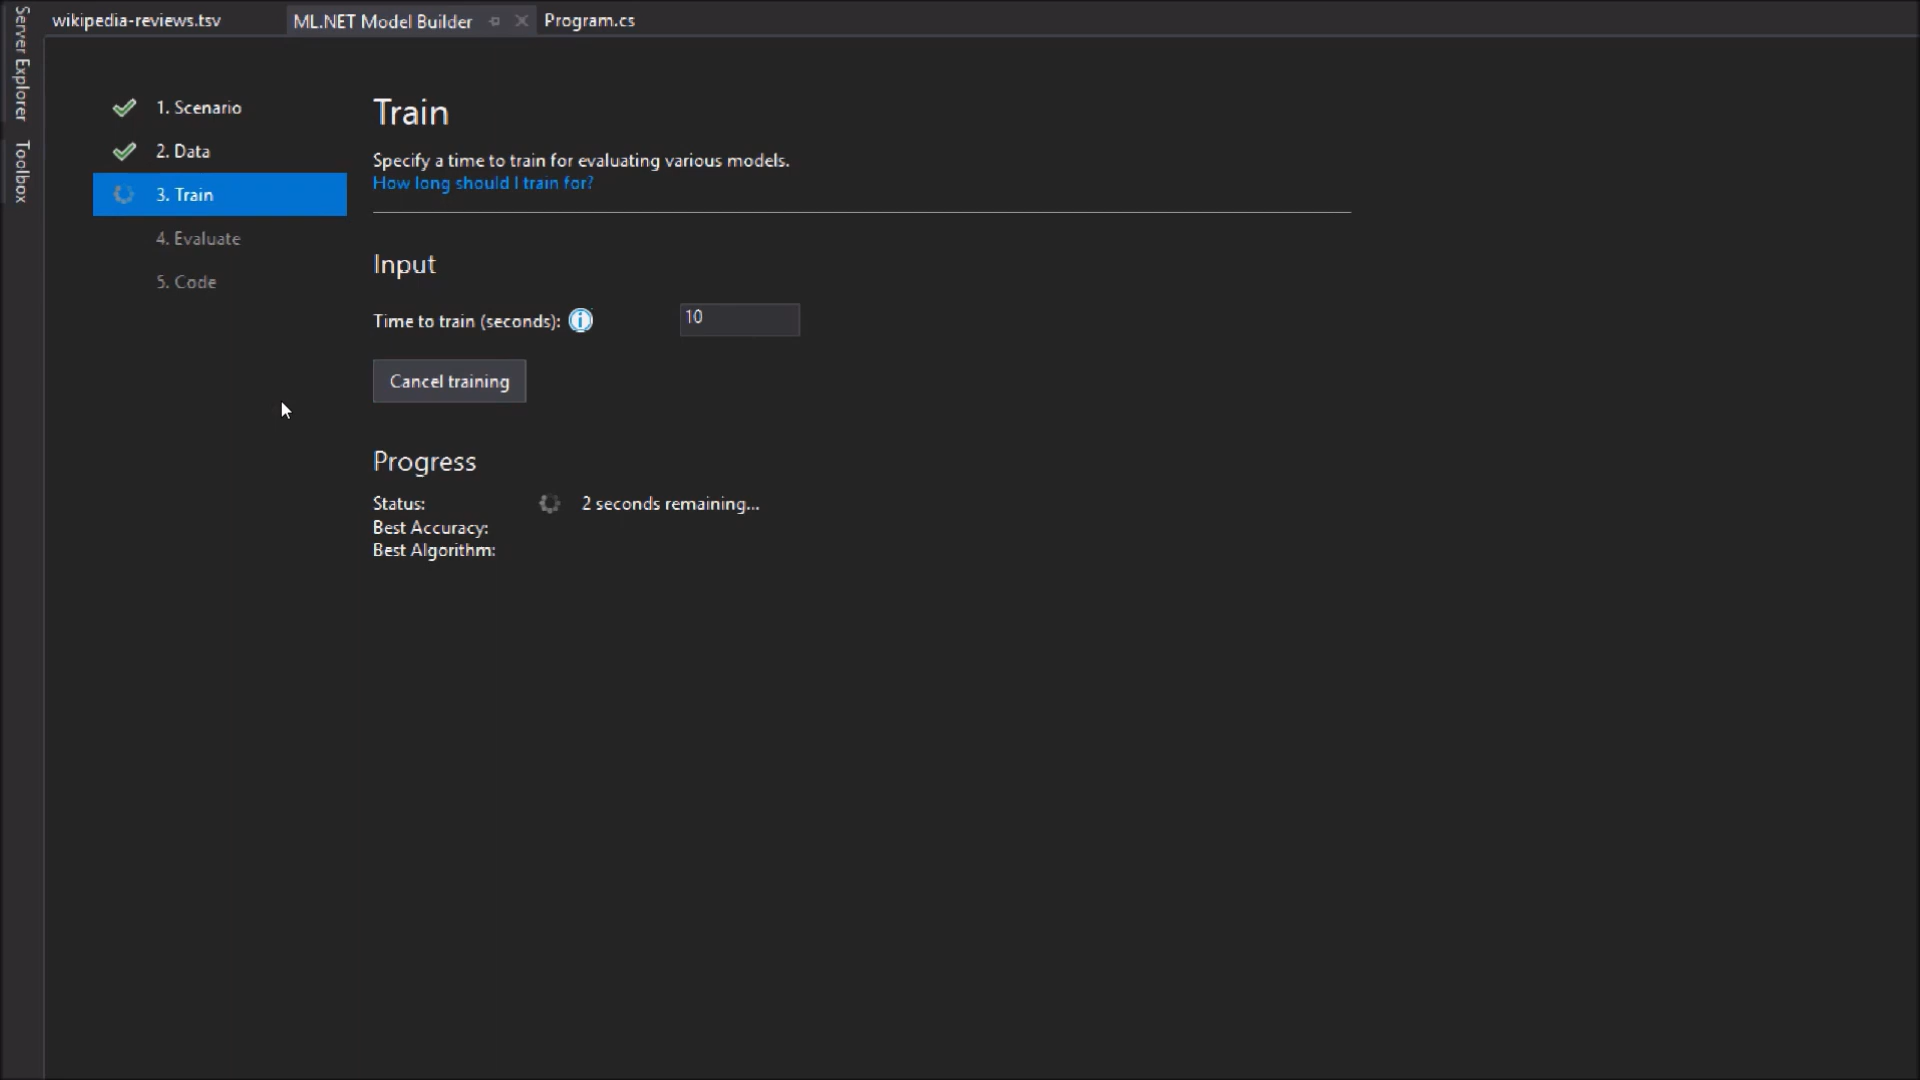 wikipedia-reviews.tsv
ML.NET Model Builder
Program.cs
Server Explorer
Toolbox
1. Scenario
2. Data
3. Train
4. Evaluate
5. Code
Train
Specify a time to train for evaluating various models.
How long should I train for?
Input
Time to train (seconds):
10
Cancel training
Progress
Status:
2 seconds remaining...
Best Accuracy:
Best Algorithm: